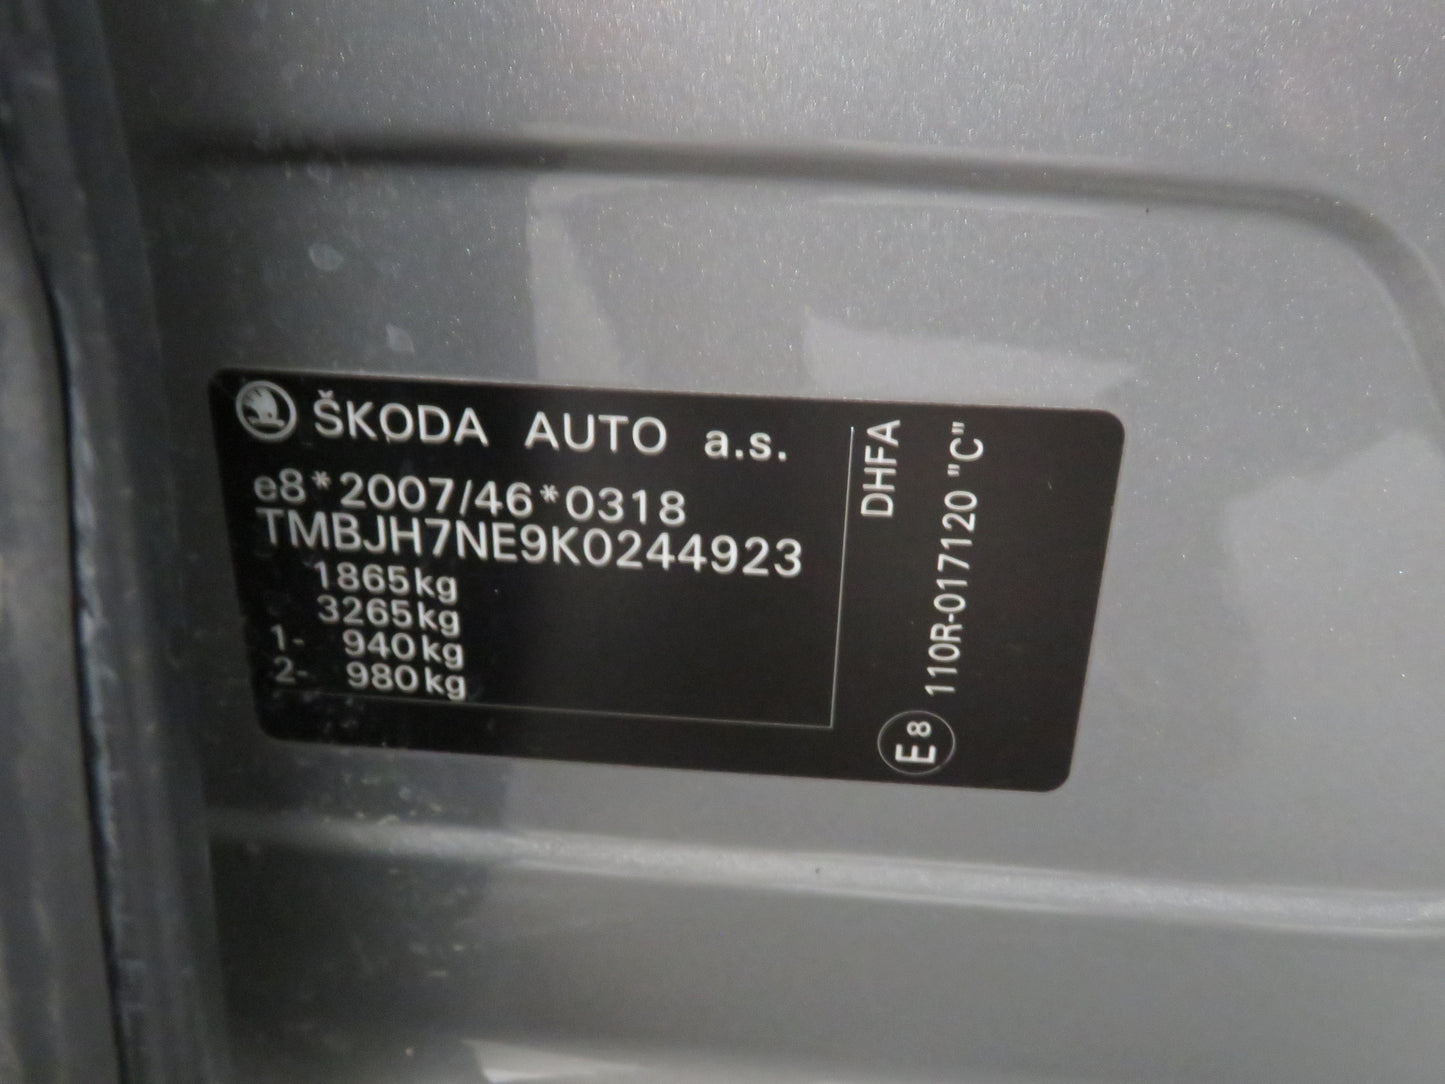 ŠKODA AUTO a.s.
e8*2007/46*0318
TMBJH7NE9K0244923
1865kg
3265kg
1- 940kg
2- 980kg
DHFA
110R-017120 "C"
E8